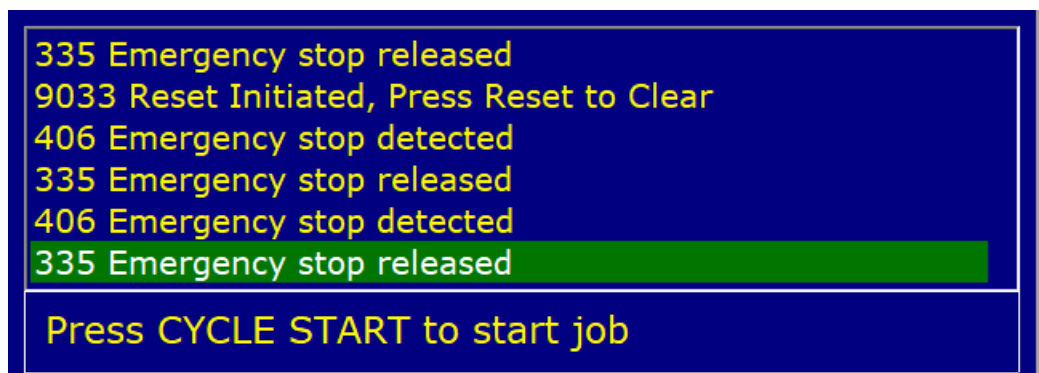 335 Emergency stop released
9033 Reset Initiated, Press Reset to Clear
406 Emergency stop detected
335 Emergency stop released
406 Emergency stop detected
335 Emergency stop released
Press CYCLE START to start job